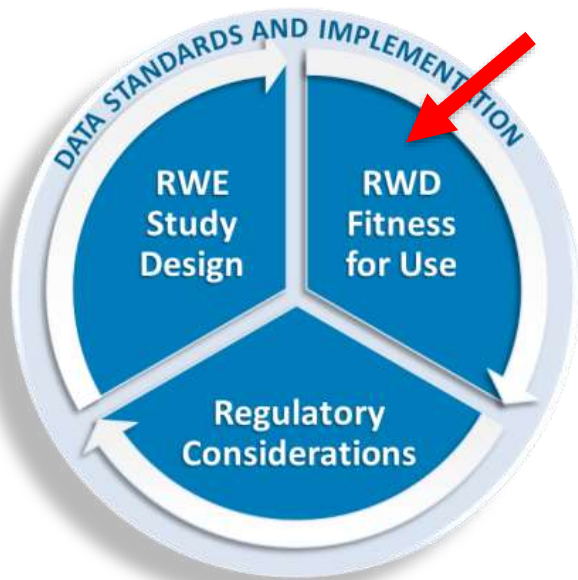 DATA STANDARDS AND IMPLEMENTATION
RWE
Study
Design
RWD
Fitness
for Use
Regulatory
Considerations